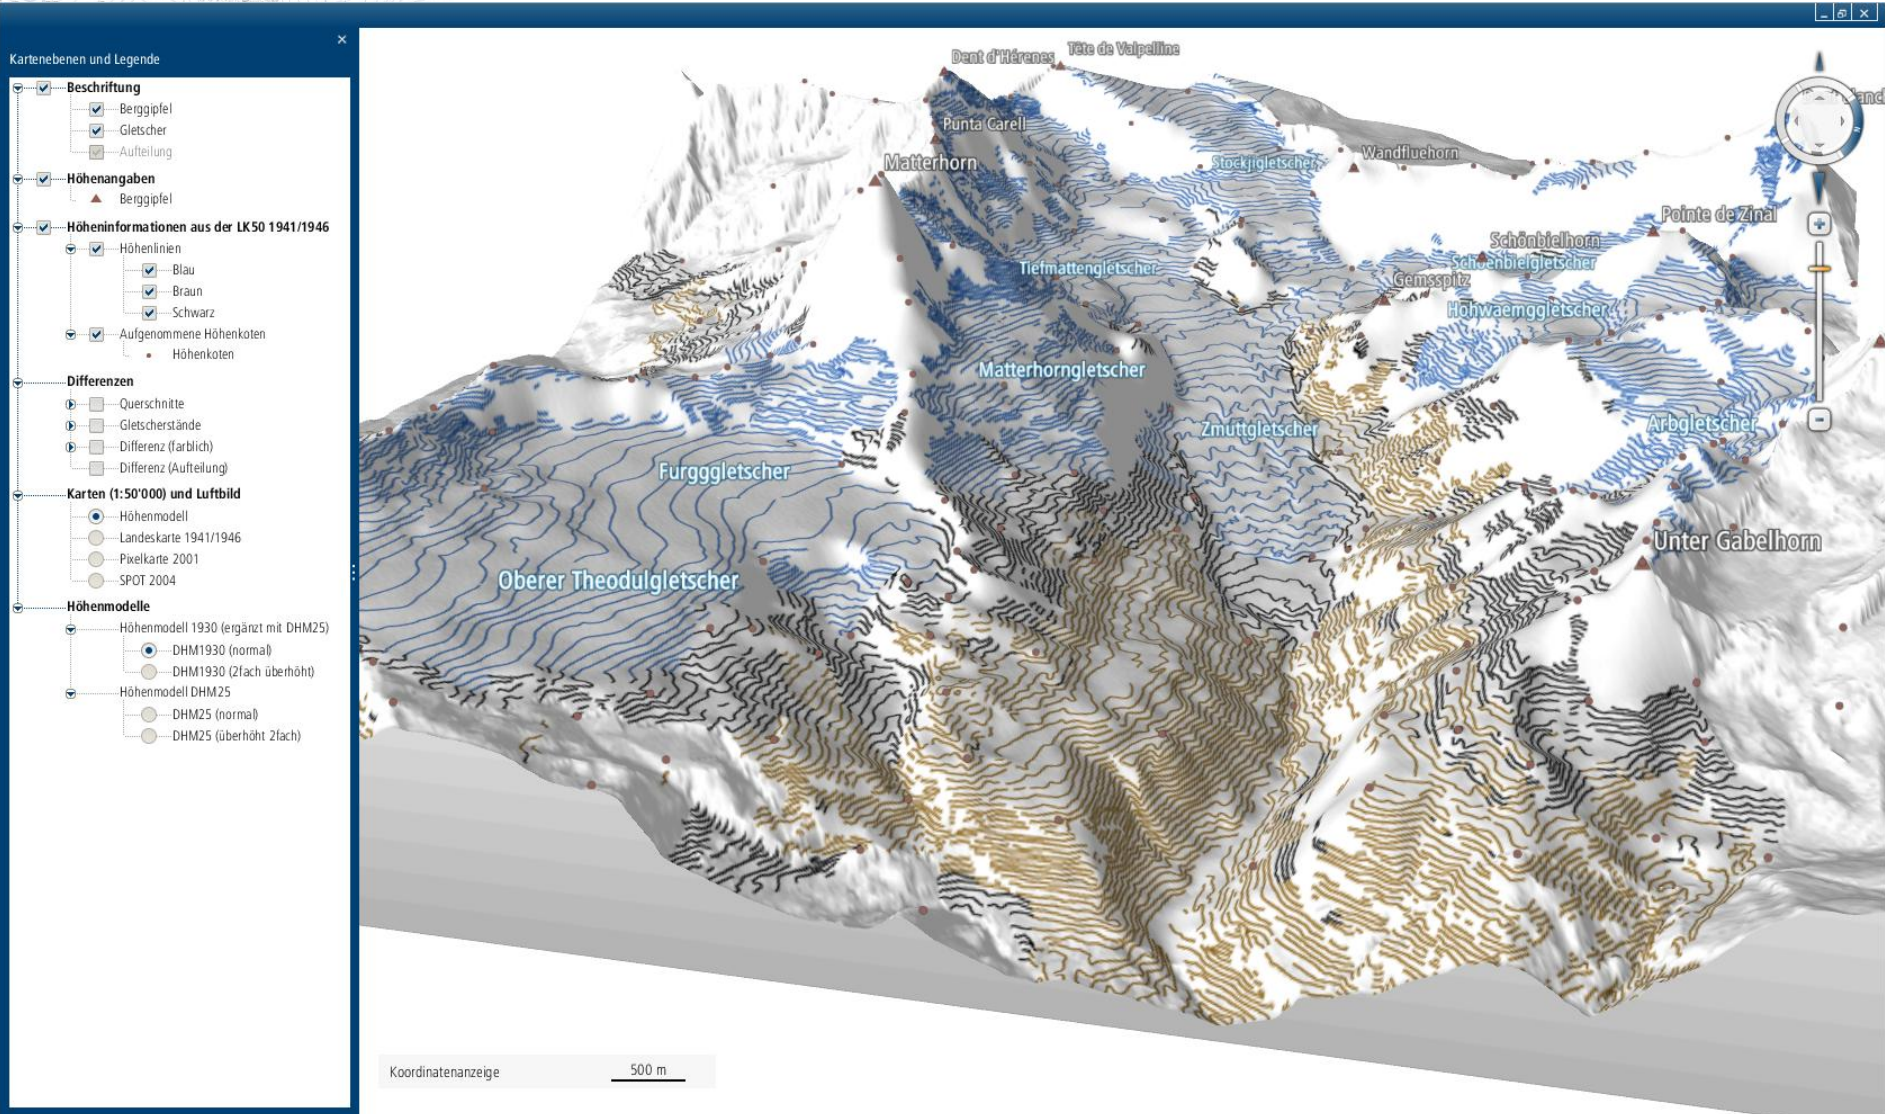 Kartenebenen und Legende
Beschriftung
Berggipfel
Gletscher
Aufteilung
Höhenangaben
Berggipfel
Höheninformationen aus der LK50 1941/1946
Höhenlinien
Blau
Braun
Schwarz
Aufgenommene Höhenkoten
Höhenkoten
Differenzen
Querschnitte
Gletscherstände
Differenz (farblich)
Differenz (Aufteilung)
Karten (1:50'000) und Luftbild
Höhenmodell
Landeskarte 1941/1946
Pixelkarte 2001
SPOT 2004
Höhenmodelle
Höhenmodell 1930 (ergänzt mit DHM25)
DHM1930 (normal)
DHM1930 (2fach überhöht)
Höhenmodell DHM25
DHM25 (normal)
DHM25 (überhöht 2fach)
Dent d'Hérenes
Tête de Valpelline
Punta Carell
Matterhorn
Stockjigletscher
Wandfluehorn
Pointe de Zinal
Schönbielhorn
Schoenbielgletscher
Tiefmattengletscher
Gemsspitz
Hohwaemggletscher
Matterhorngletscher
Zmuttgletscher
Arbgletscher
Furgggletscher
Unter Gabelhorn
Oberer Theodulgletscher
Koordinatenanzeige
500 m